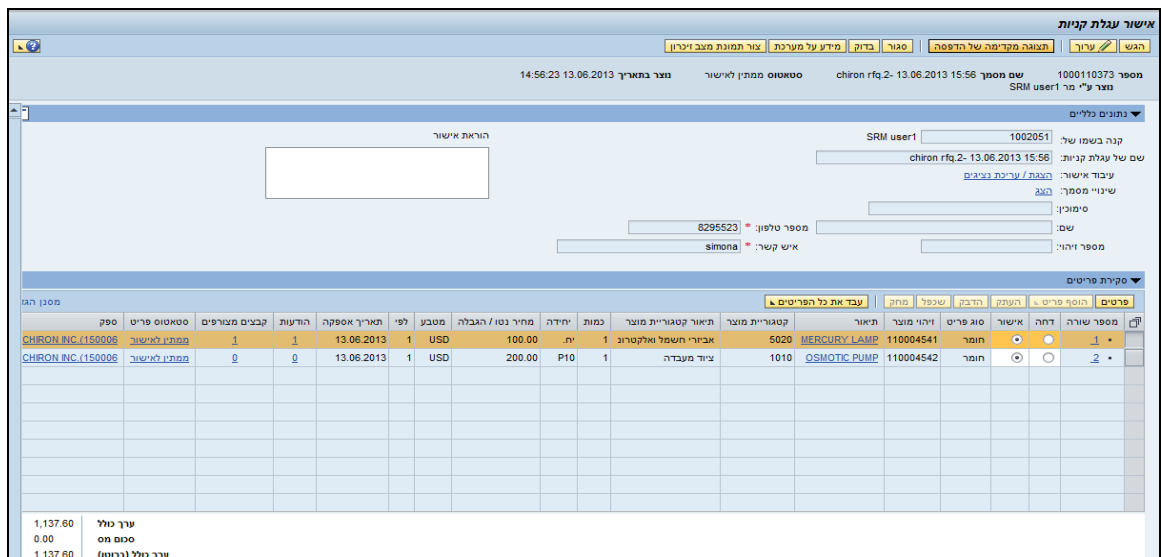 אישור עגלת קניות
הגש ערוך תצוגה מקדימה של הדפסה סגור בדוק מידע על מערכת צור תמונת מצב זיכרון
מספר 1000110373 שם מסמך chiron rfq.2- 13.06.2013 15:56 סטאטוס ממתין לאישור נוצר בתאריך 13.06.2013 14:56:23
נוצר ע"י מר SRM user1
נתונים כלליים
קנה בשמו של: 1002051 SRM user1 הוראת אישור
שם של עגלת קניות: chiron rfq.2- 13.06.2013 15:56
עיבוד אישור: הצגת / עריכת נציגים
שינויי מסמך: הצג
סימוכין:
שם: מספר טלפון: * 8295523
מספר זיהוי: איש קשר: * simona
סקירת פריטים
פרטים הוסף פריט העתק הדבק שכפל מחק עבד את כל הפריטים מסנן הגד
מספר שורה דחה אישור סוג פריט זיהוי מוצר תיאור קטגוריית מוצר תיאור קטגוריית מוצר כמות יחידה מחיר נטו / הגבלה מטבע לפי תאריך אספקה הודעות קבצים מצורפים סטאטוס פריט ספק
• 1 חומר 110004541 MERCURY LAMP 5020 אביזרי חשמל ואלקטרונ 1 יח. 100.00 USD 1 13.06.2013 1 1 ממתין לאישור CHIRON INC.(150006
• 2 חומר 110004542 OSMOTIC PUMP 1010 ציוד מעבדה 1 P10 200.00 USD 1 13.06.2013 0 0 ממתין לאישור CHIRON INC.(150006
ערך כולל 1,137.60
סכום מס 0.00
ערך כולל (ברוטו) 1,137.60